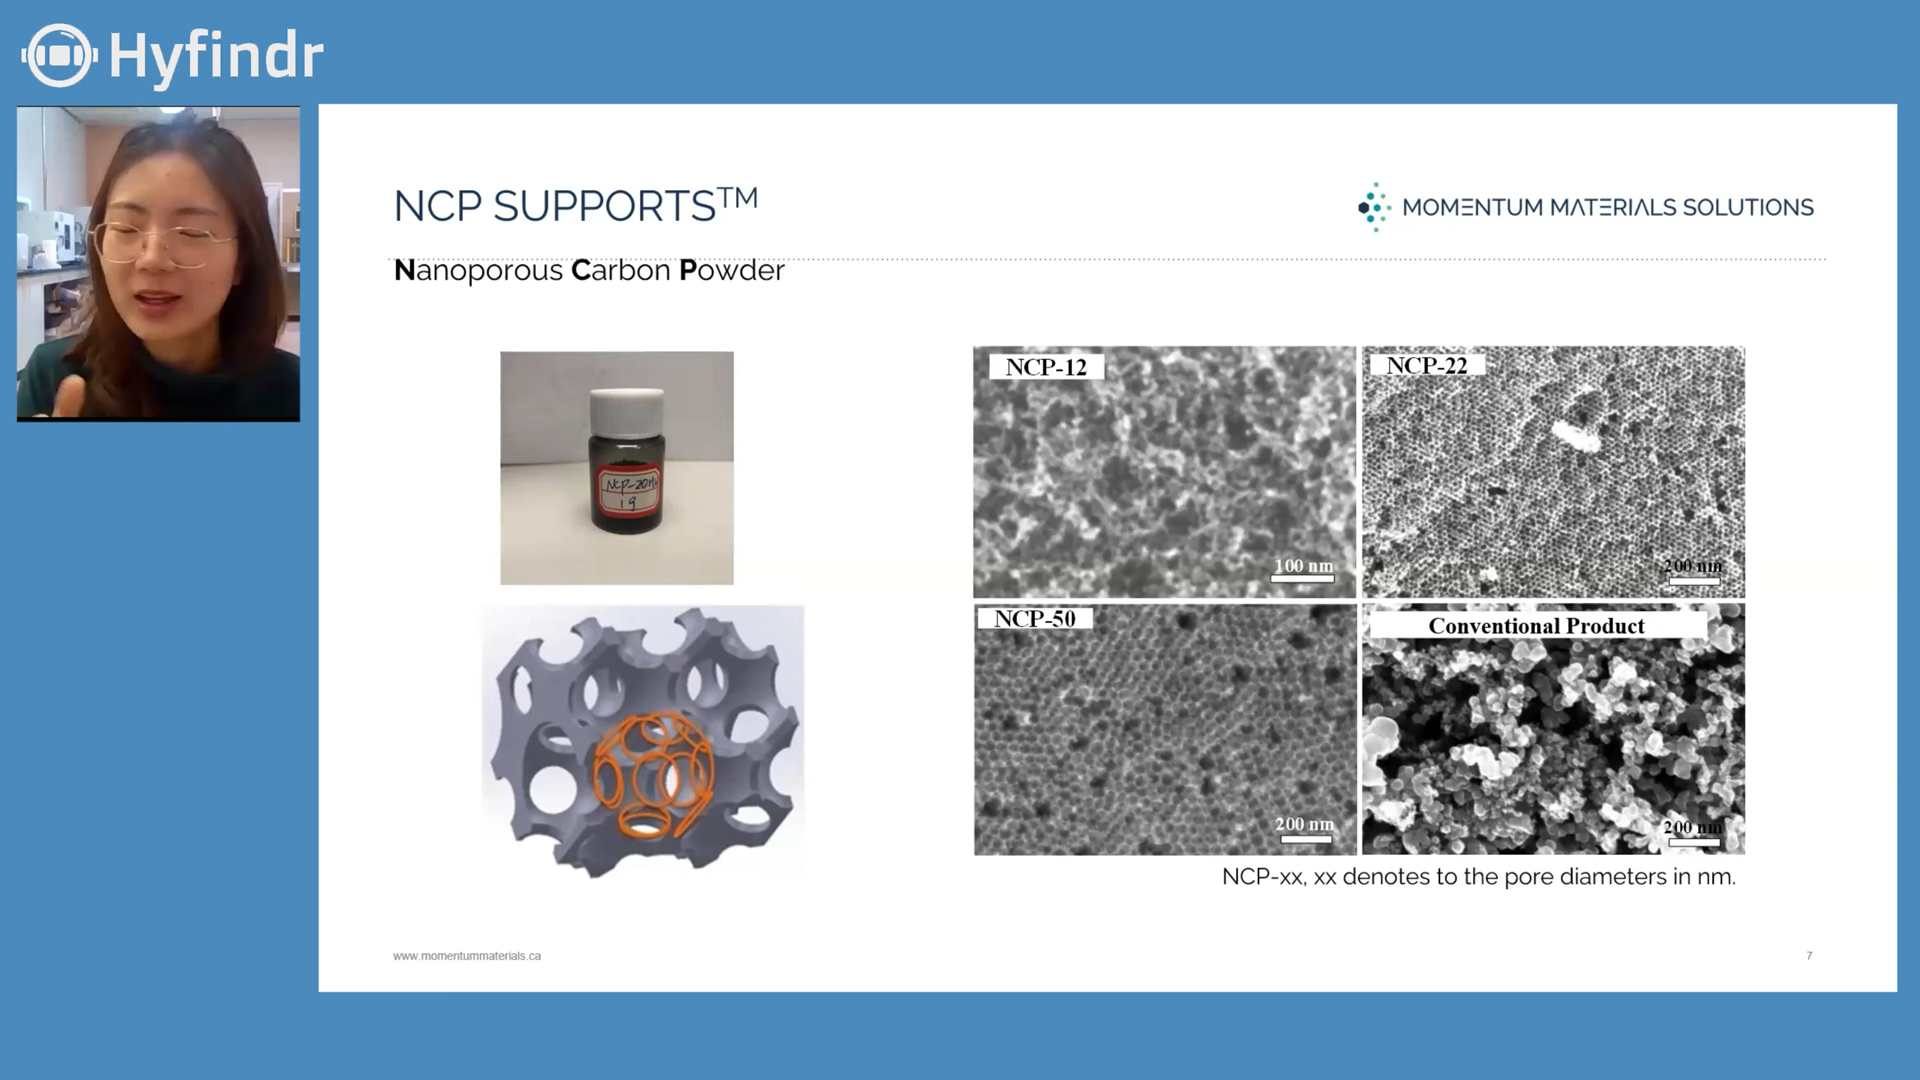 Hyfindr
NCP SUPPORTS™
MOMENTUM MATERIALS SOLUTIONS
Nanoporous Carbon Powder
NCP-12
100 nm
NCP-22
200 nm
1g
NCP-50
200 nm
Conventional Product
200 nm
NCP-xx, xx denotes to the pore diameters in nm.
www.momentummaterials.ca
7